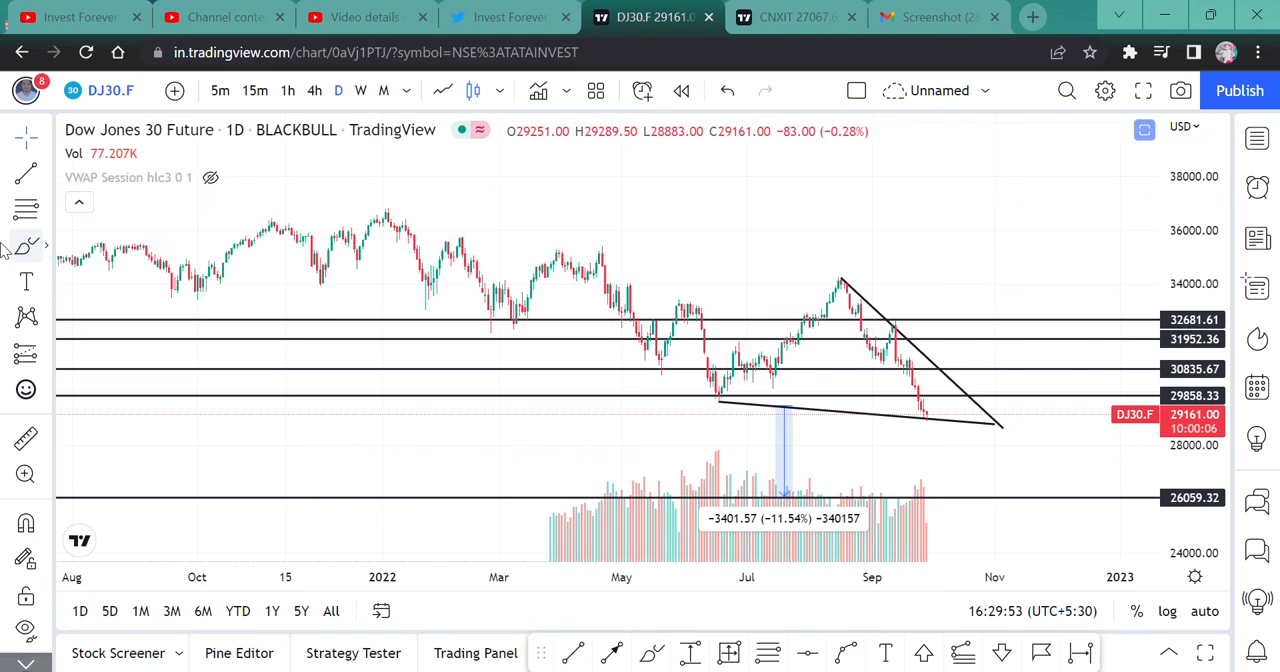 Invest Forever
Channel conte
Video details -
Invest Forever
DJ30.F 29161.0
CNXIT 27067.6
Screenshot (28
in.tradingview.com/chart/0aVj1PTJ/?symbol=NSE%3ATATAINVEST
8
30 DJ30.F
5m 15m 1h 4h D W M
Unnamed
Publish
Dow Jones 30 Future · 1D · BLACKBULL · TradingView
O29251.00 H29289.50 L28883.00 C29161.00 −83.00 (−0.28%)
USD
Vol 77.207K
VWAP Session hlc3 0 1
38000.00
36000.00
34000.00
32681.61
31952.36
30835.67
29858.33
DJ30.F 29161.00
10:00:06
28000.00
26059.32
−3401.57 (−11.54%) −340157
24000.00
Aug Oct 15 2022 Mar May Jul Sep Nov 2023
1D 5D 1M 3M 6M YTD 1Y 5Y All
16:29:53 (UTC+5:30) % log auto
Stock Screener Pine Editor Strategy Tester Trading Panel